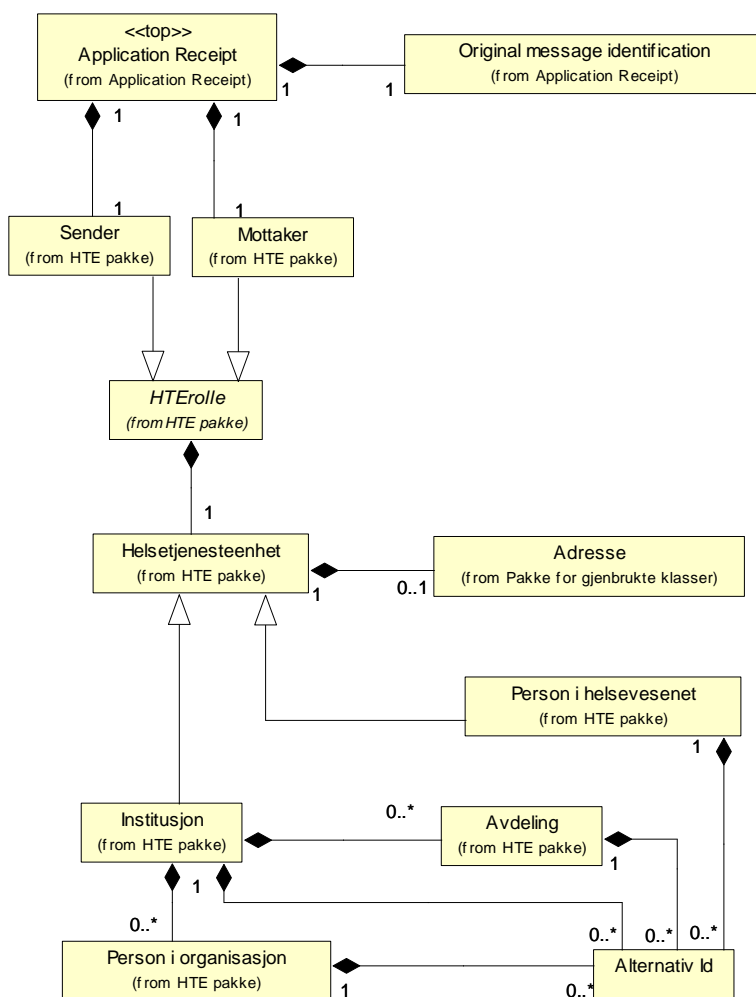 <<top>>
Application Receipt
(from Application Receipt)
Original message identification
(from Application Receipt)
1
1
1
1
1
1
Sender
(from HTE pakke)
Mottaker
(from HTE pakke)
HTErolle
(from HTE pakke)
1
Helsetjenesteenhet
(from HTE pakke)
1
0..1
Adresse
(from Pakke for gjenbrukte klasser)
Person i helsevesenet
(from HTE pakke)
1
Institusjon
(from HTE pakke)
0..*
Avdeling
(from HTE pakke)
1
1
0..*
0..*
0..*
0..*
Person i organisasjon
(from HTE pakke)
1
0..*
Alternativ Id